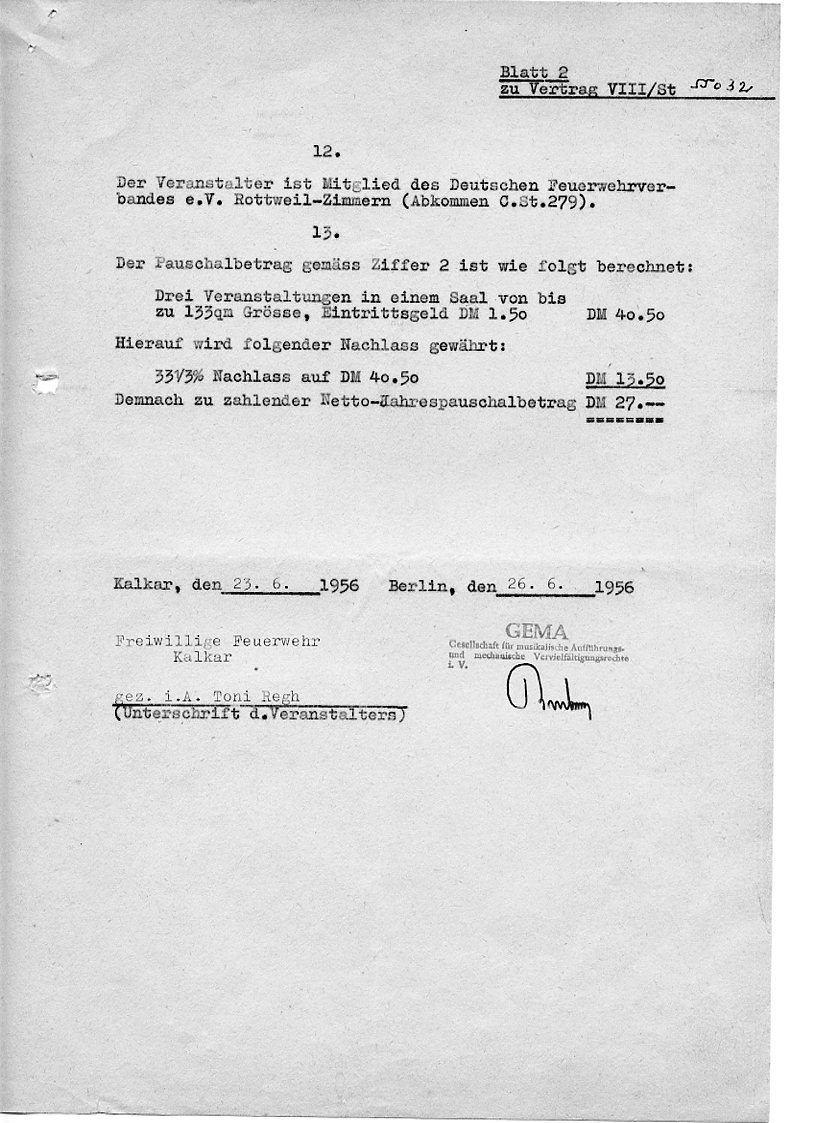 Blatt 2
zu Vertrag VIII/St 55032
12.
Der Veranstalter ist Mitglied des Deutschen Feuerwehrver-
bandes e.V. Rottweil-Zimmern (Abkommen C.St.279).
13.
Der Pauschalbetrag gemäss Ziffer 2 ist wie folgt berechnet:
Drei Veranstaltungen in einem Saal von bis
zu 133qm Grösse, Eintrittsgeld DM 1.50 DM 40.50
Hierauf wird folgender Nachlass gewährt:
331/3% Nachlass auf DM 40.50 DM 13.50
Demnach zu zahlender Netto-Jahrespauschalbetrag DM 27.--
========
Kalkar, den 23. 6. 1956 Berlin, den 26. 6. 1956
Freiwillige Feuerwehr
Kalkar
gez. i.A. Toni Regh
(Unterschrift d.Veranstalters)
GEMA
Gesellschaft für musikalische Aufführungs-
und mechanische Vervielfältigungsrechte
i. V.